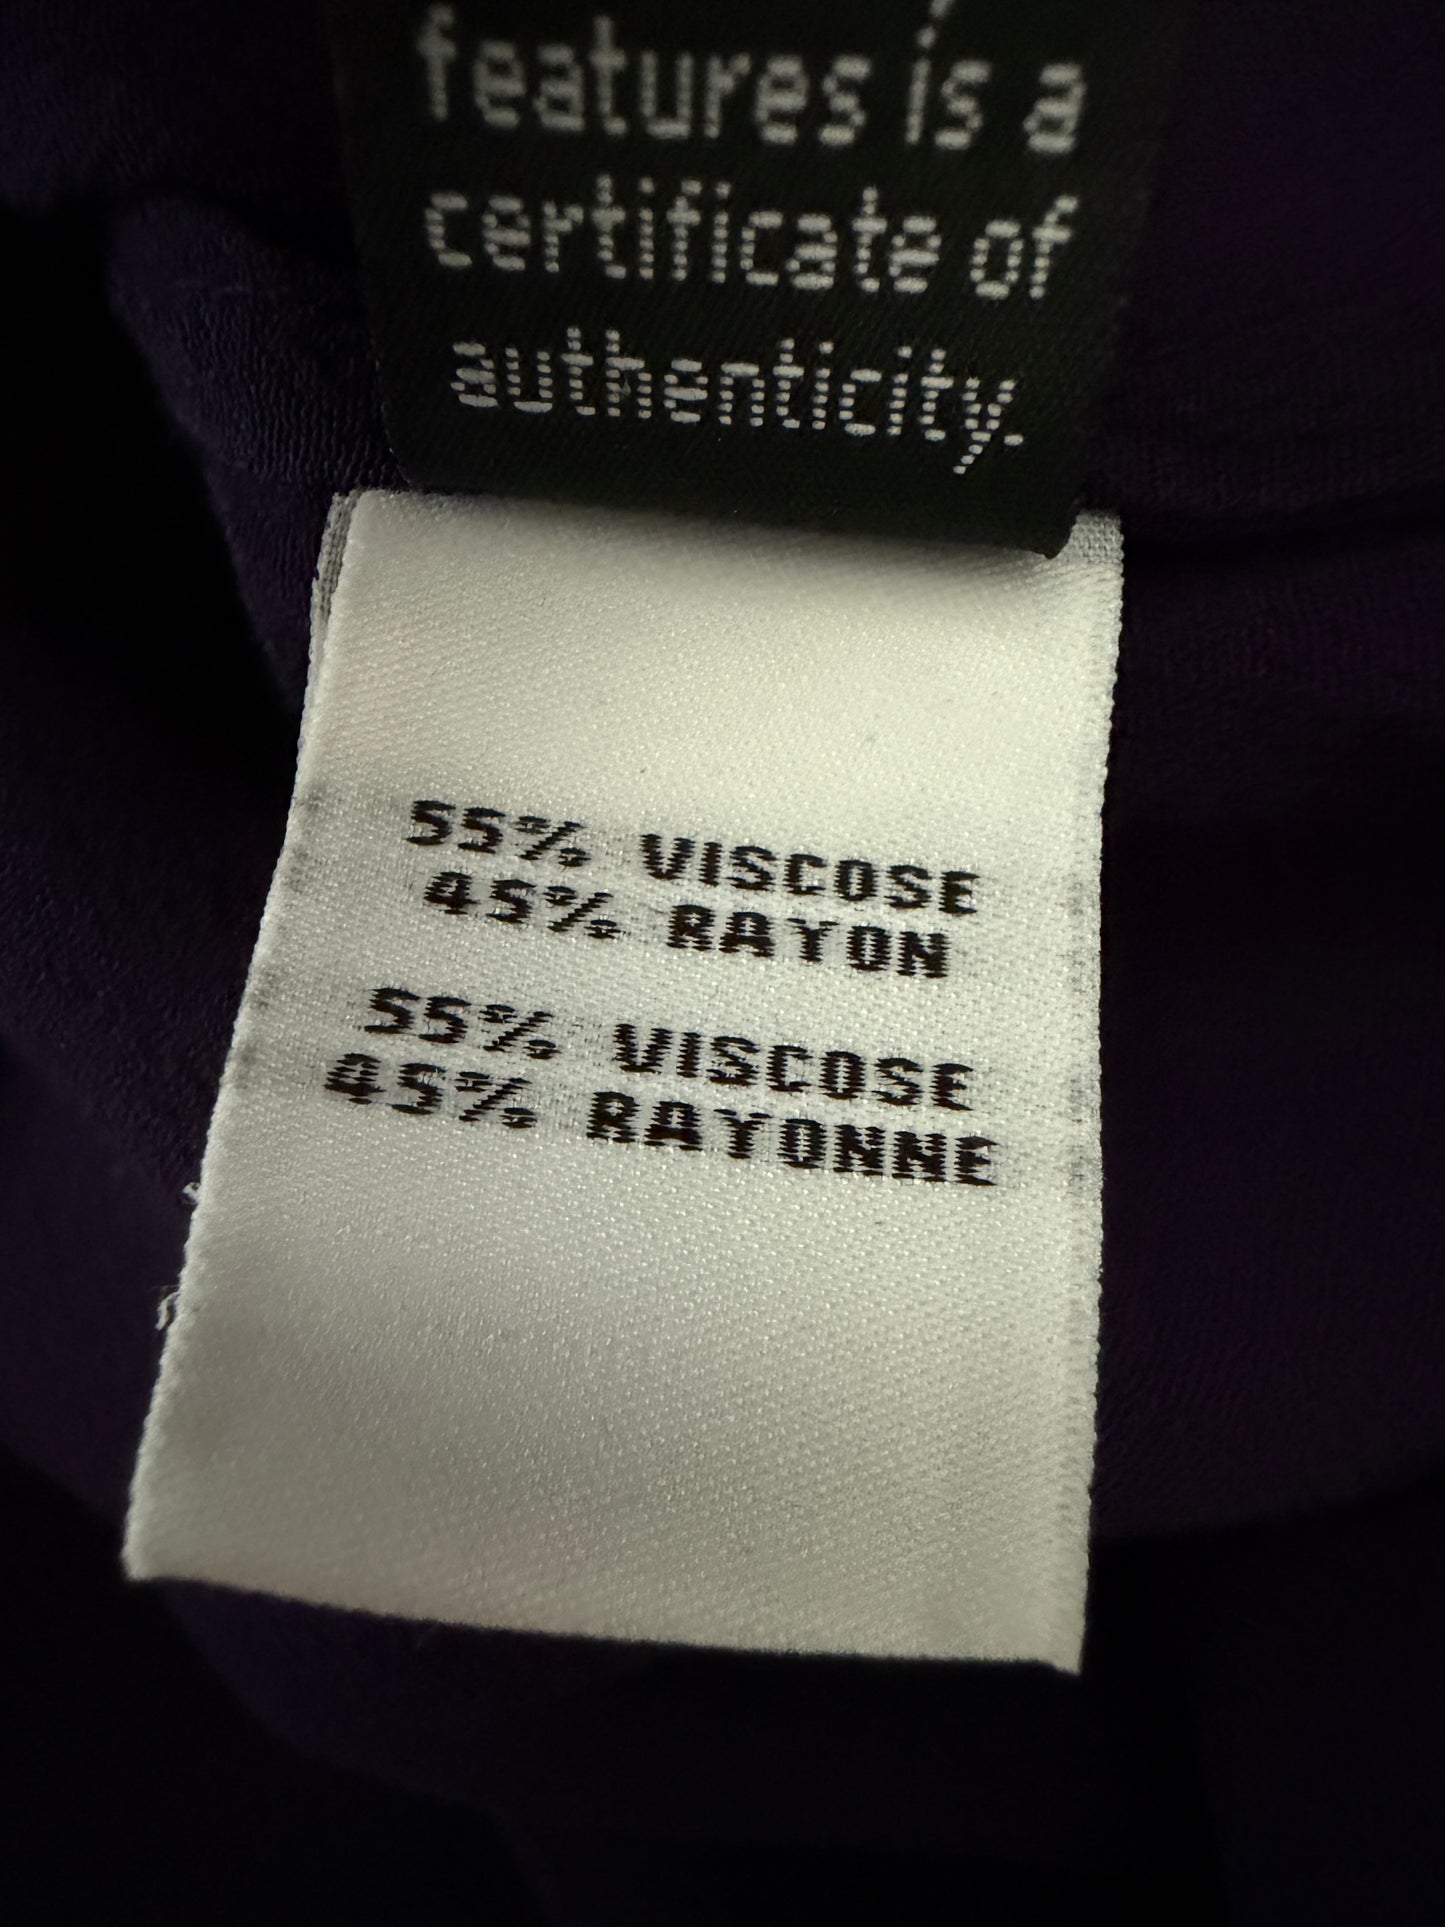 features is a
certificate of
authenticity.
55% VISCOSE
45% RAYON
55% VISCOSE
45% RAYONNE